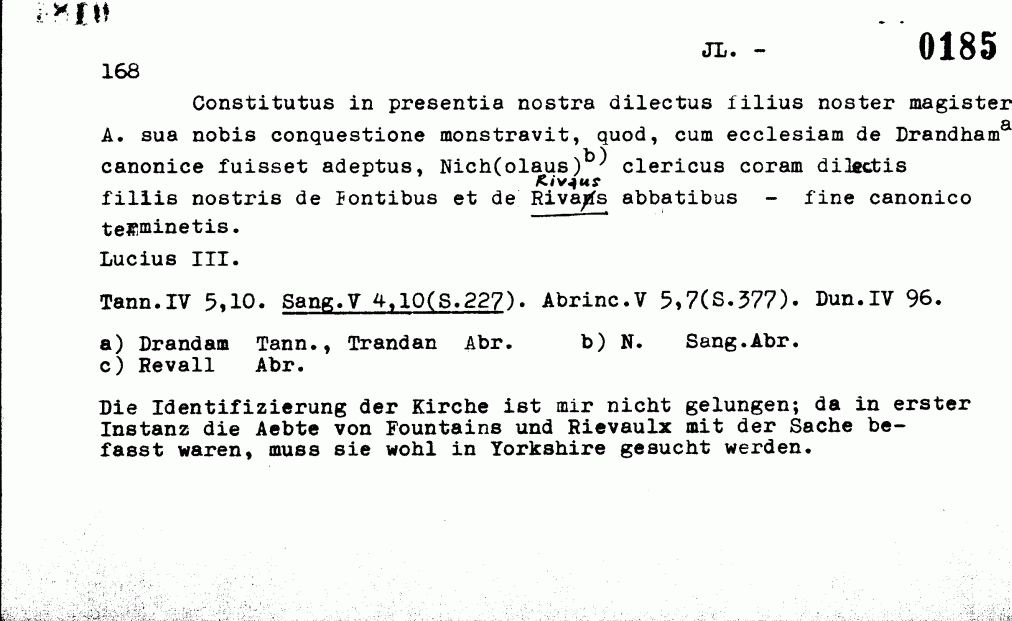 JL. - 0185
168
Constitutus in presentia nostra dilectus filius noster magister
A. sua nobis conquestione monstravit, quod, cum ecclesiam de Drandham a
canonice fuisset adeptus, Nich(olaus) b) clericus coram dilectis
Rivaus
fillis nostris de Fontibus et de Rivans abbatibus - fine canonico
terminetis.
Lucius III.
Tann.IV 5,10. Sang.V 4,10(S.227). Abrinc.V 5,7(S.377). Dun.IV 96.
a) Drandam Tann., Trandan Abr. b) N. Sang.Abr.
c) Revall Abr.
Die Identifizierung der Kirche ist mir nicht gelungen; da in erster
Instanz die Aebte von Fountains und Rievaulx mit der Sache be-
fasst waren, muss sie wohl in Yorkshire gesucht werden.